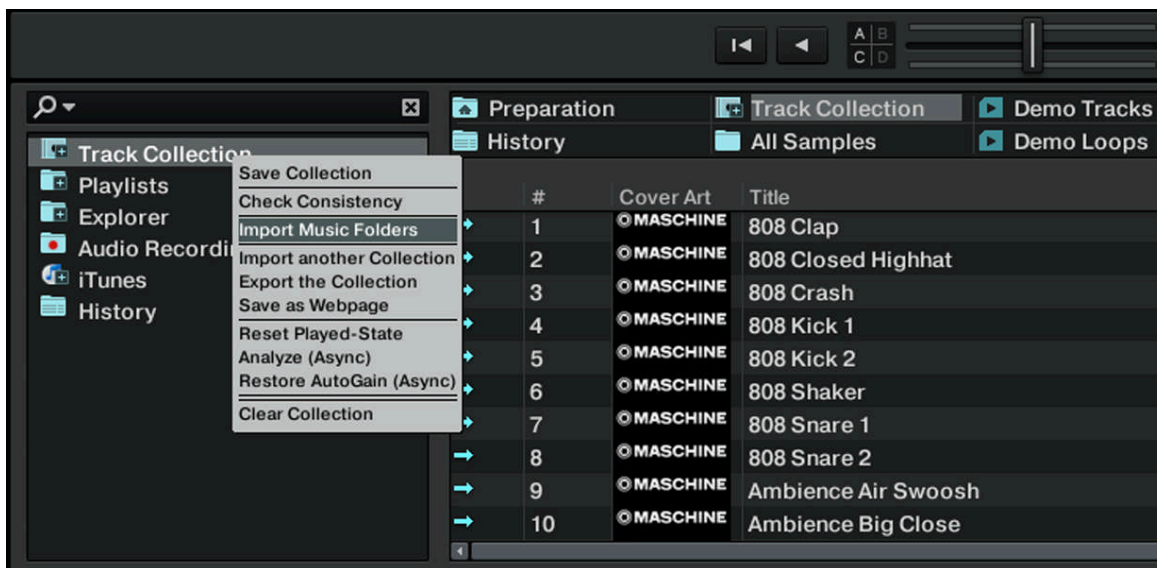 A B
C D
Preparation Track Collection Demo Tracks
History All Samples Demo Loops
Track Collection
Playlists
Explorer
Audio Recordi
iTunes
History
Save Collection
Check Consistency
Import Music Folders
Import another Collection
Export the Collection
Save as Webpage
Reset Played-State
Analyze (Async)
Restore AutoGain (Async)
Clear Collection
# Cover Art Title
1 MASCHINE 808 Clap
2 MASCHINE 808 Closed Highhat
3 MASCHINE 808 Crash
4 MASCHINE 808 Kick 1
5 MASCHINE 808 Kick 2
6 MASCHINE 808 Shaker
7 MASCHINE 808 Snare 1
8 MASCHINE 808 Snare 2
9 MASCHINE Ambience Air Swoosh
10 MASCHINE Ambience Big Close